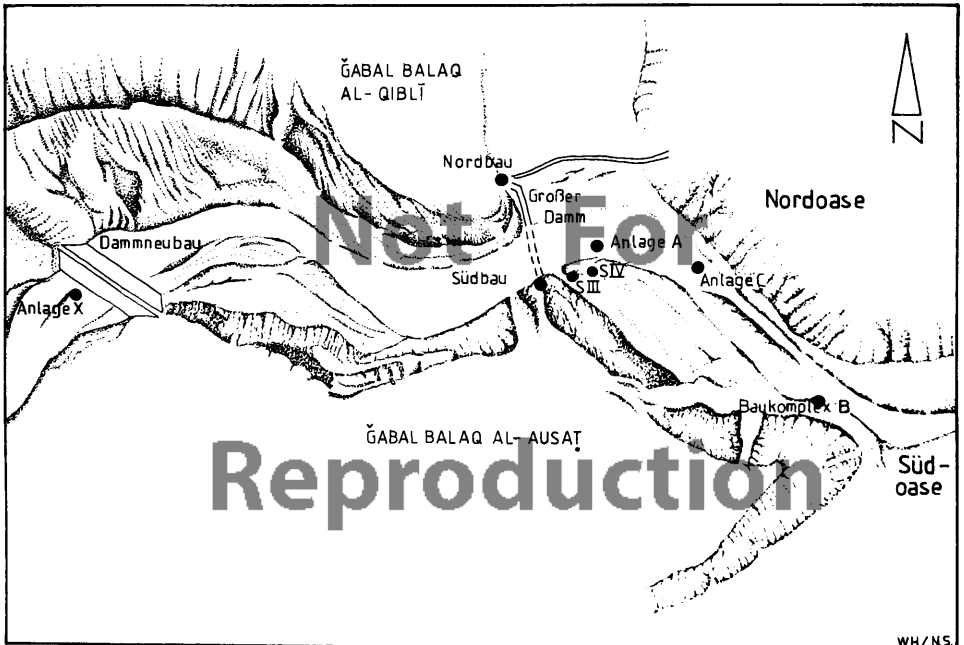 ĞABAL BALAQ
AL-QIBLĪ
N
Nordbau
Großer
Damm
Nordoase
Dammneubau
Anlage A
Südbau
SIV
SIII
Anlage C
Anlage X
Baukomplex B
ĞABAL BALAQ AL-AUSAṬ
Süd-
oase
Not For
Reproduction
WH/N.S.